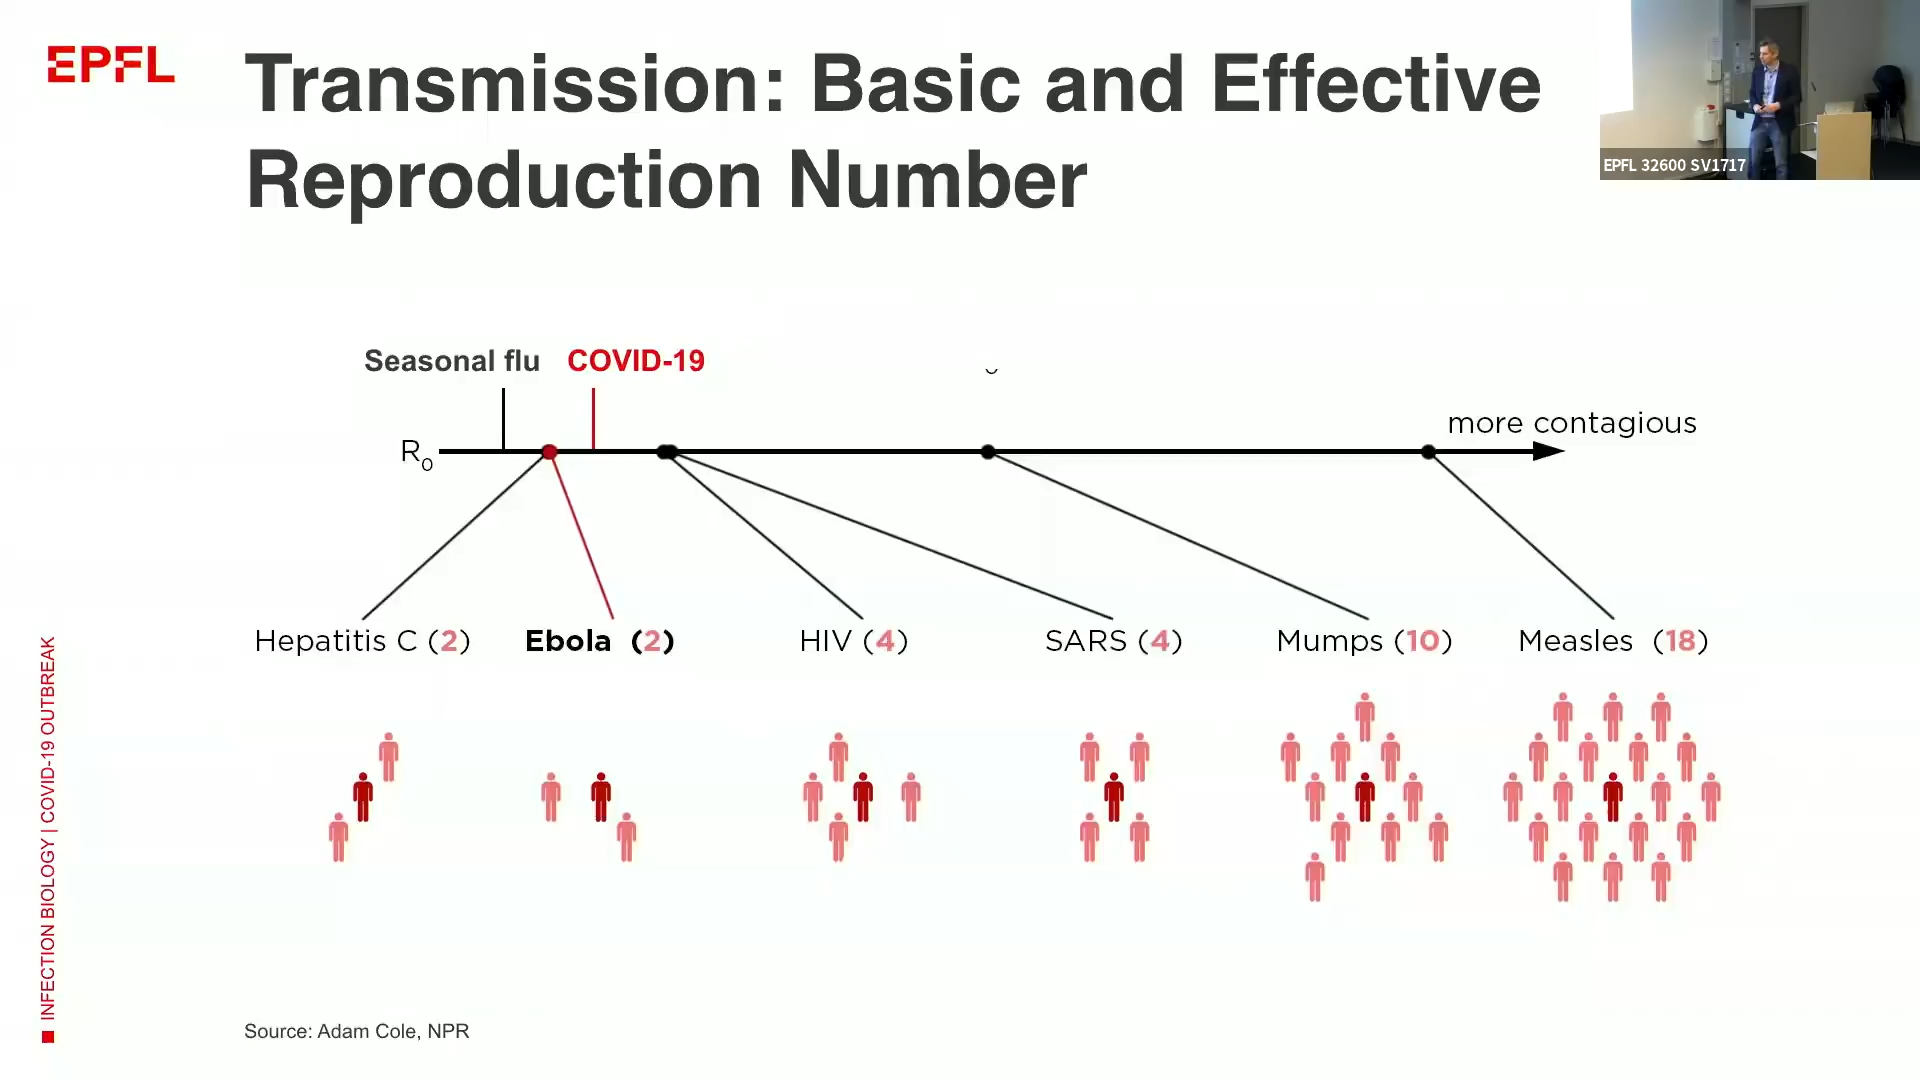 EPFL
Transmission: Basic and Effective
Reproduction Number
EPFL 32600 SV1717
Seasonal flu
COVID-19
more contagious
R0
Hepatitis C (2)
Ebola (2)
HIV (4)
SARS (4)
Mumps (10)
Measles (18)
INFECTION BIOLOGY | COVID-19 OUTBREAK
Source: Adam Cole, NPR